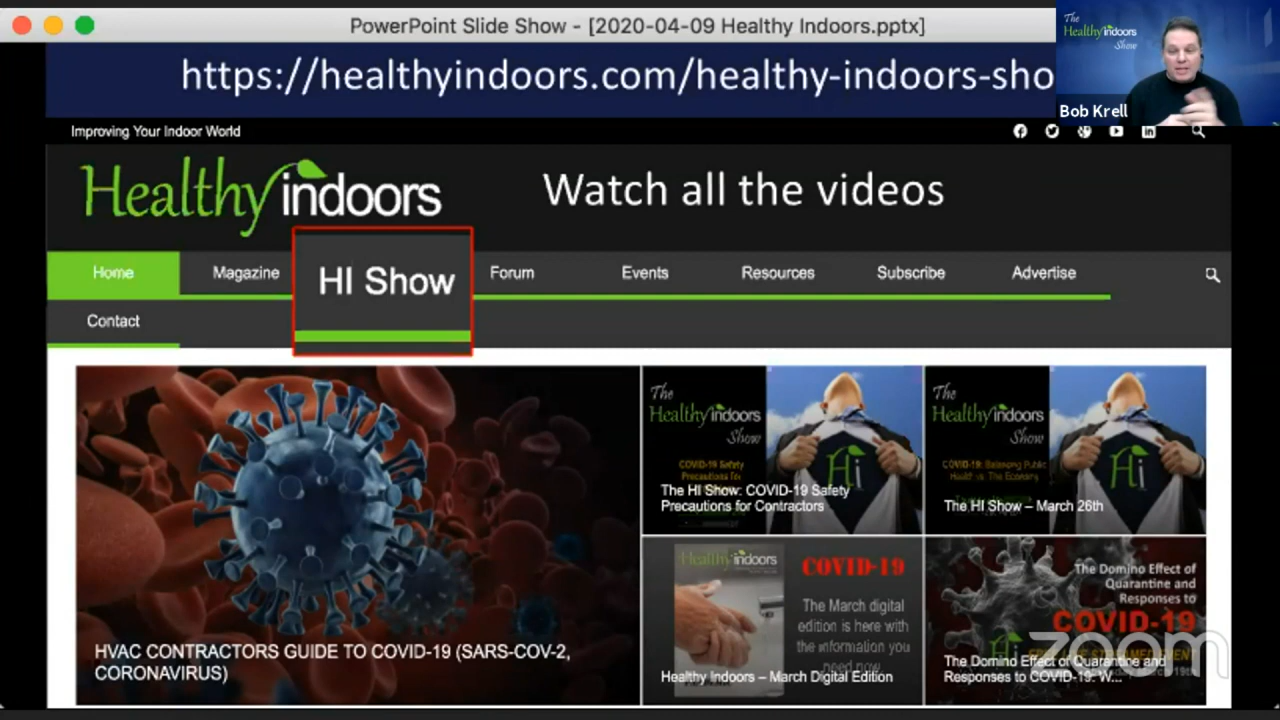 PowerPoint Slide Show - [2020-04-09 Healthy Indoors.pptx]
The
Healthy indoors
Show
Bob Krell
https://healthyindoors.com/healthy-indoors-sho
Improving Your Indoor World
Healthy indoors
Watch all the videos
Home
Magazine
HI Show
Forum
Events
Resources
Subscribe
Advertise
Contact
HVAC CONTRACTORS GUIDE TO COVID-19 (SARS-COV-2,
CORONAVIRUS)
The
Healthy indoors
Show
COVID-19 Safety
Precautions for
Hi
The HI Show: COVID-19 Safety
Precautions for Contractors
The
Healthy indoors
Show
COVID-19: Balancing Public
Health vs. The Economy
Hi
The HI Show – March 26th
Healthy indoors
COVID-19
The March digital
edition is here with
the information you
need now
Healthy Indoors – March Digital Edition
The Domino Effect of
Quarantine and
Responses to
COVID-19
The Domino Effect of Quarantine and
Responses to COVID-19: W...
zoom